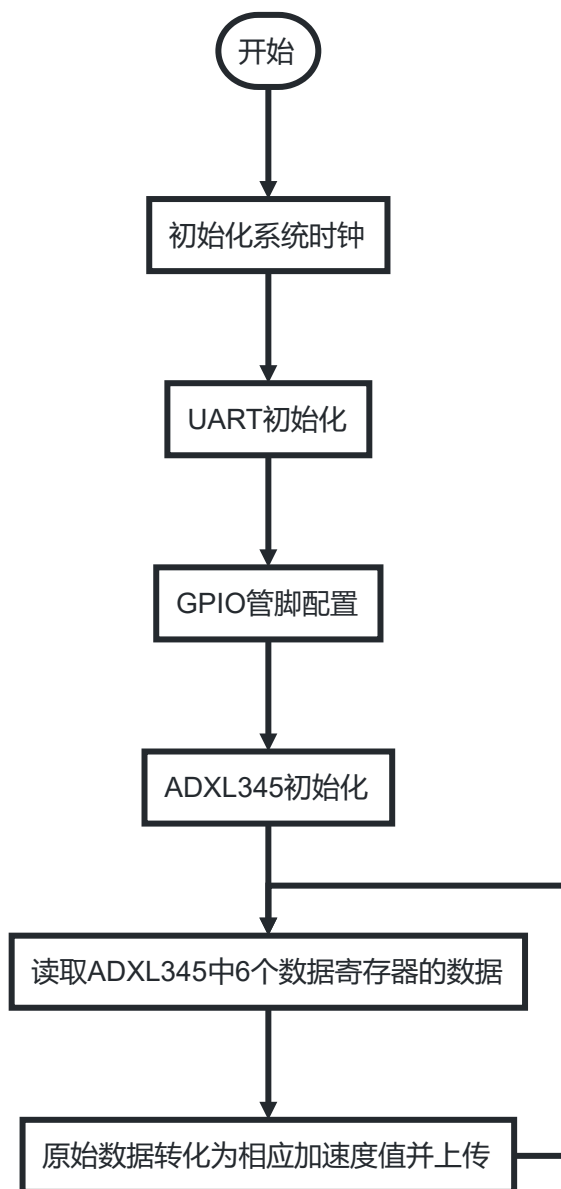 开始
初始化系统时钟
UART初始化
GPIO管脚配置
ADXL345初始化
读取ADXL345中6个数据寄存器的数据
原始数据转化为相应加速度值并上传